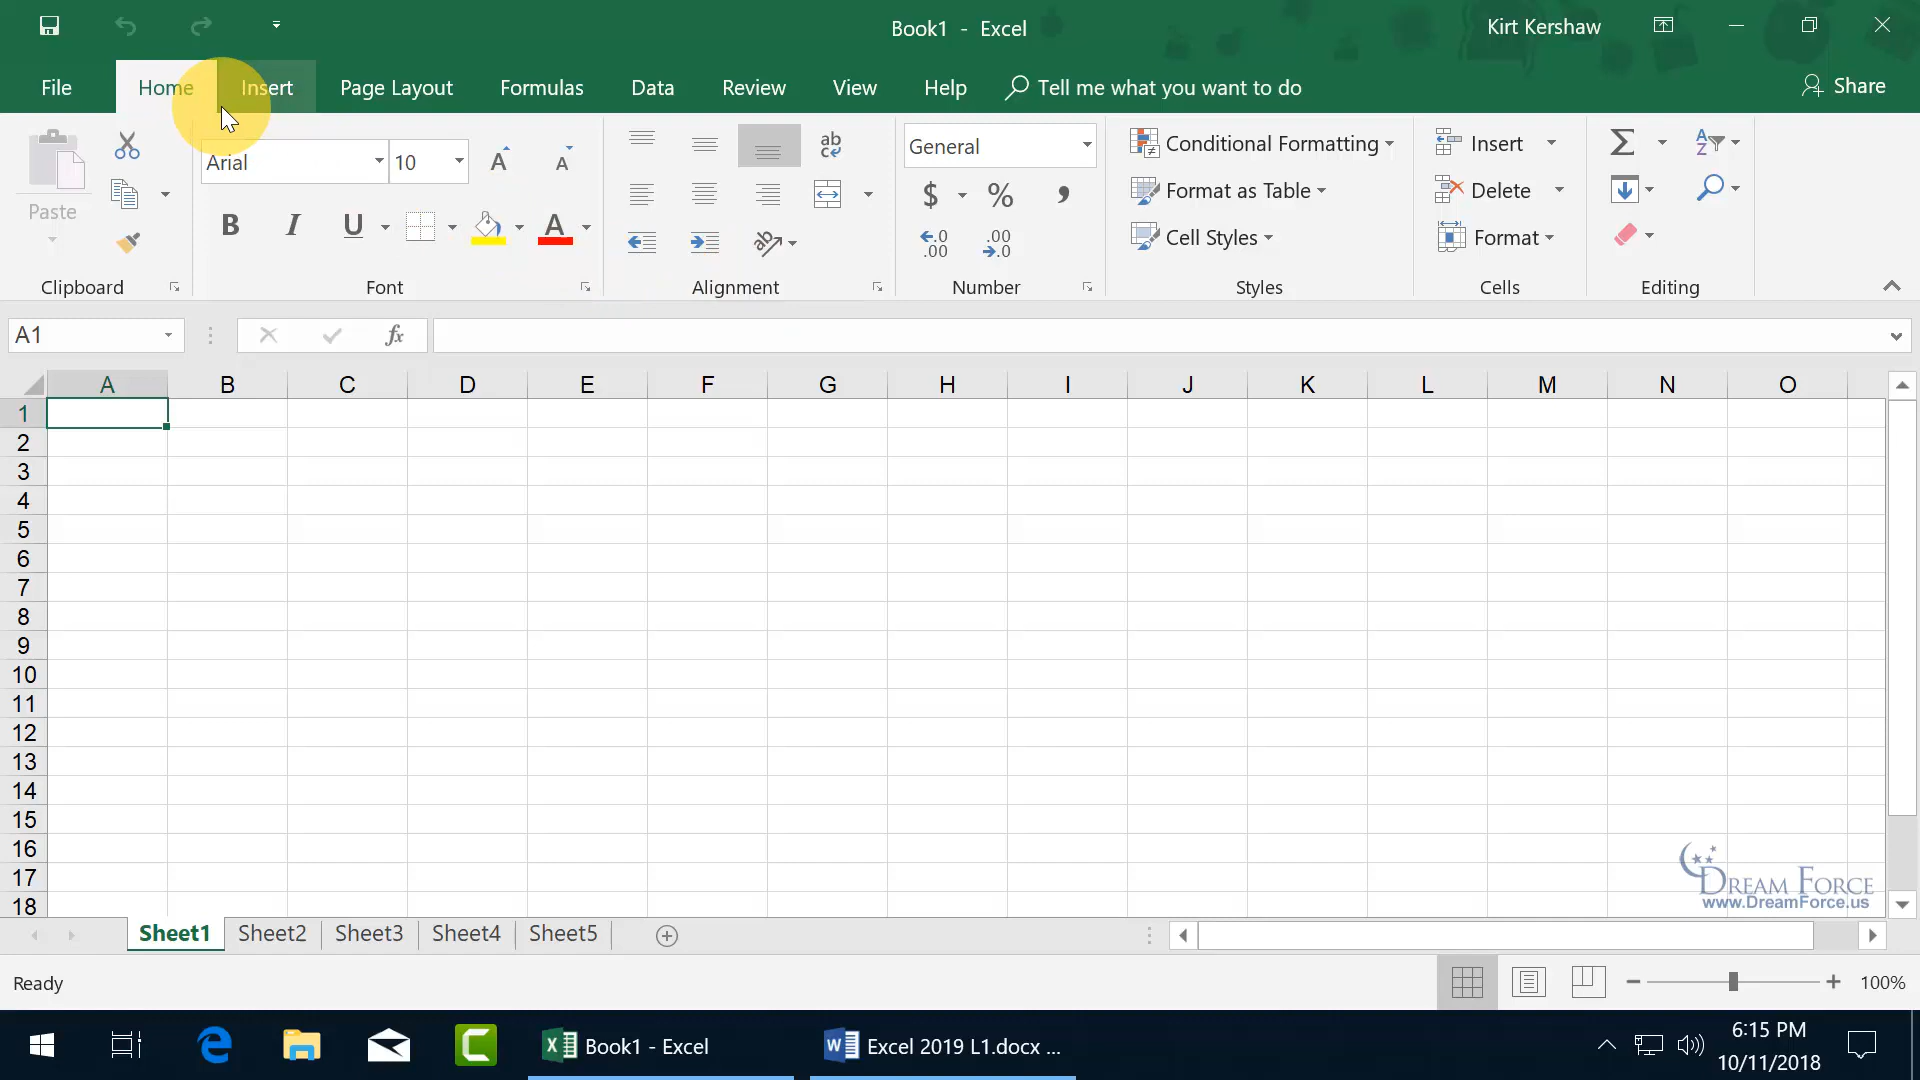 Book1 - Excel
Kirt Kershaw
File Home Insert Page Layout Formulas Data Review View Help Tell me what you want to do Share
Paste
Arial 10
General
Conditional Formatting
Format as Table
Cell Styles
Insert
Delete
Format
Clipboard Font Alignment Number Styles Cells Editing
A1
fx
A B C D E F G H I J K L M N O
1
2
3
4
5
6
7
8
9
10
11
12
13
14
15
16
17
18
DREAM FORCE
www.DreamForce.us
Sheet1 Sheet2 Sheet3 Sheet4 Sheet5
Ready
100%
Book1 - Excel
Excel 2019 L1.docx ...
6:15 PM
10/11/2018